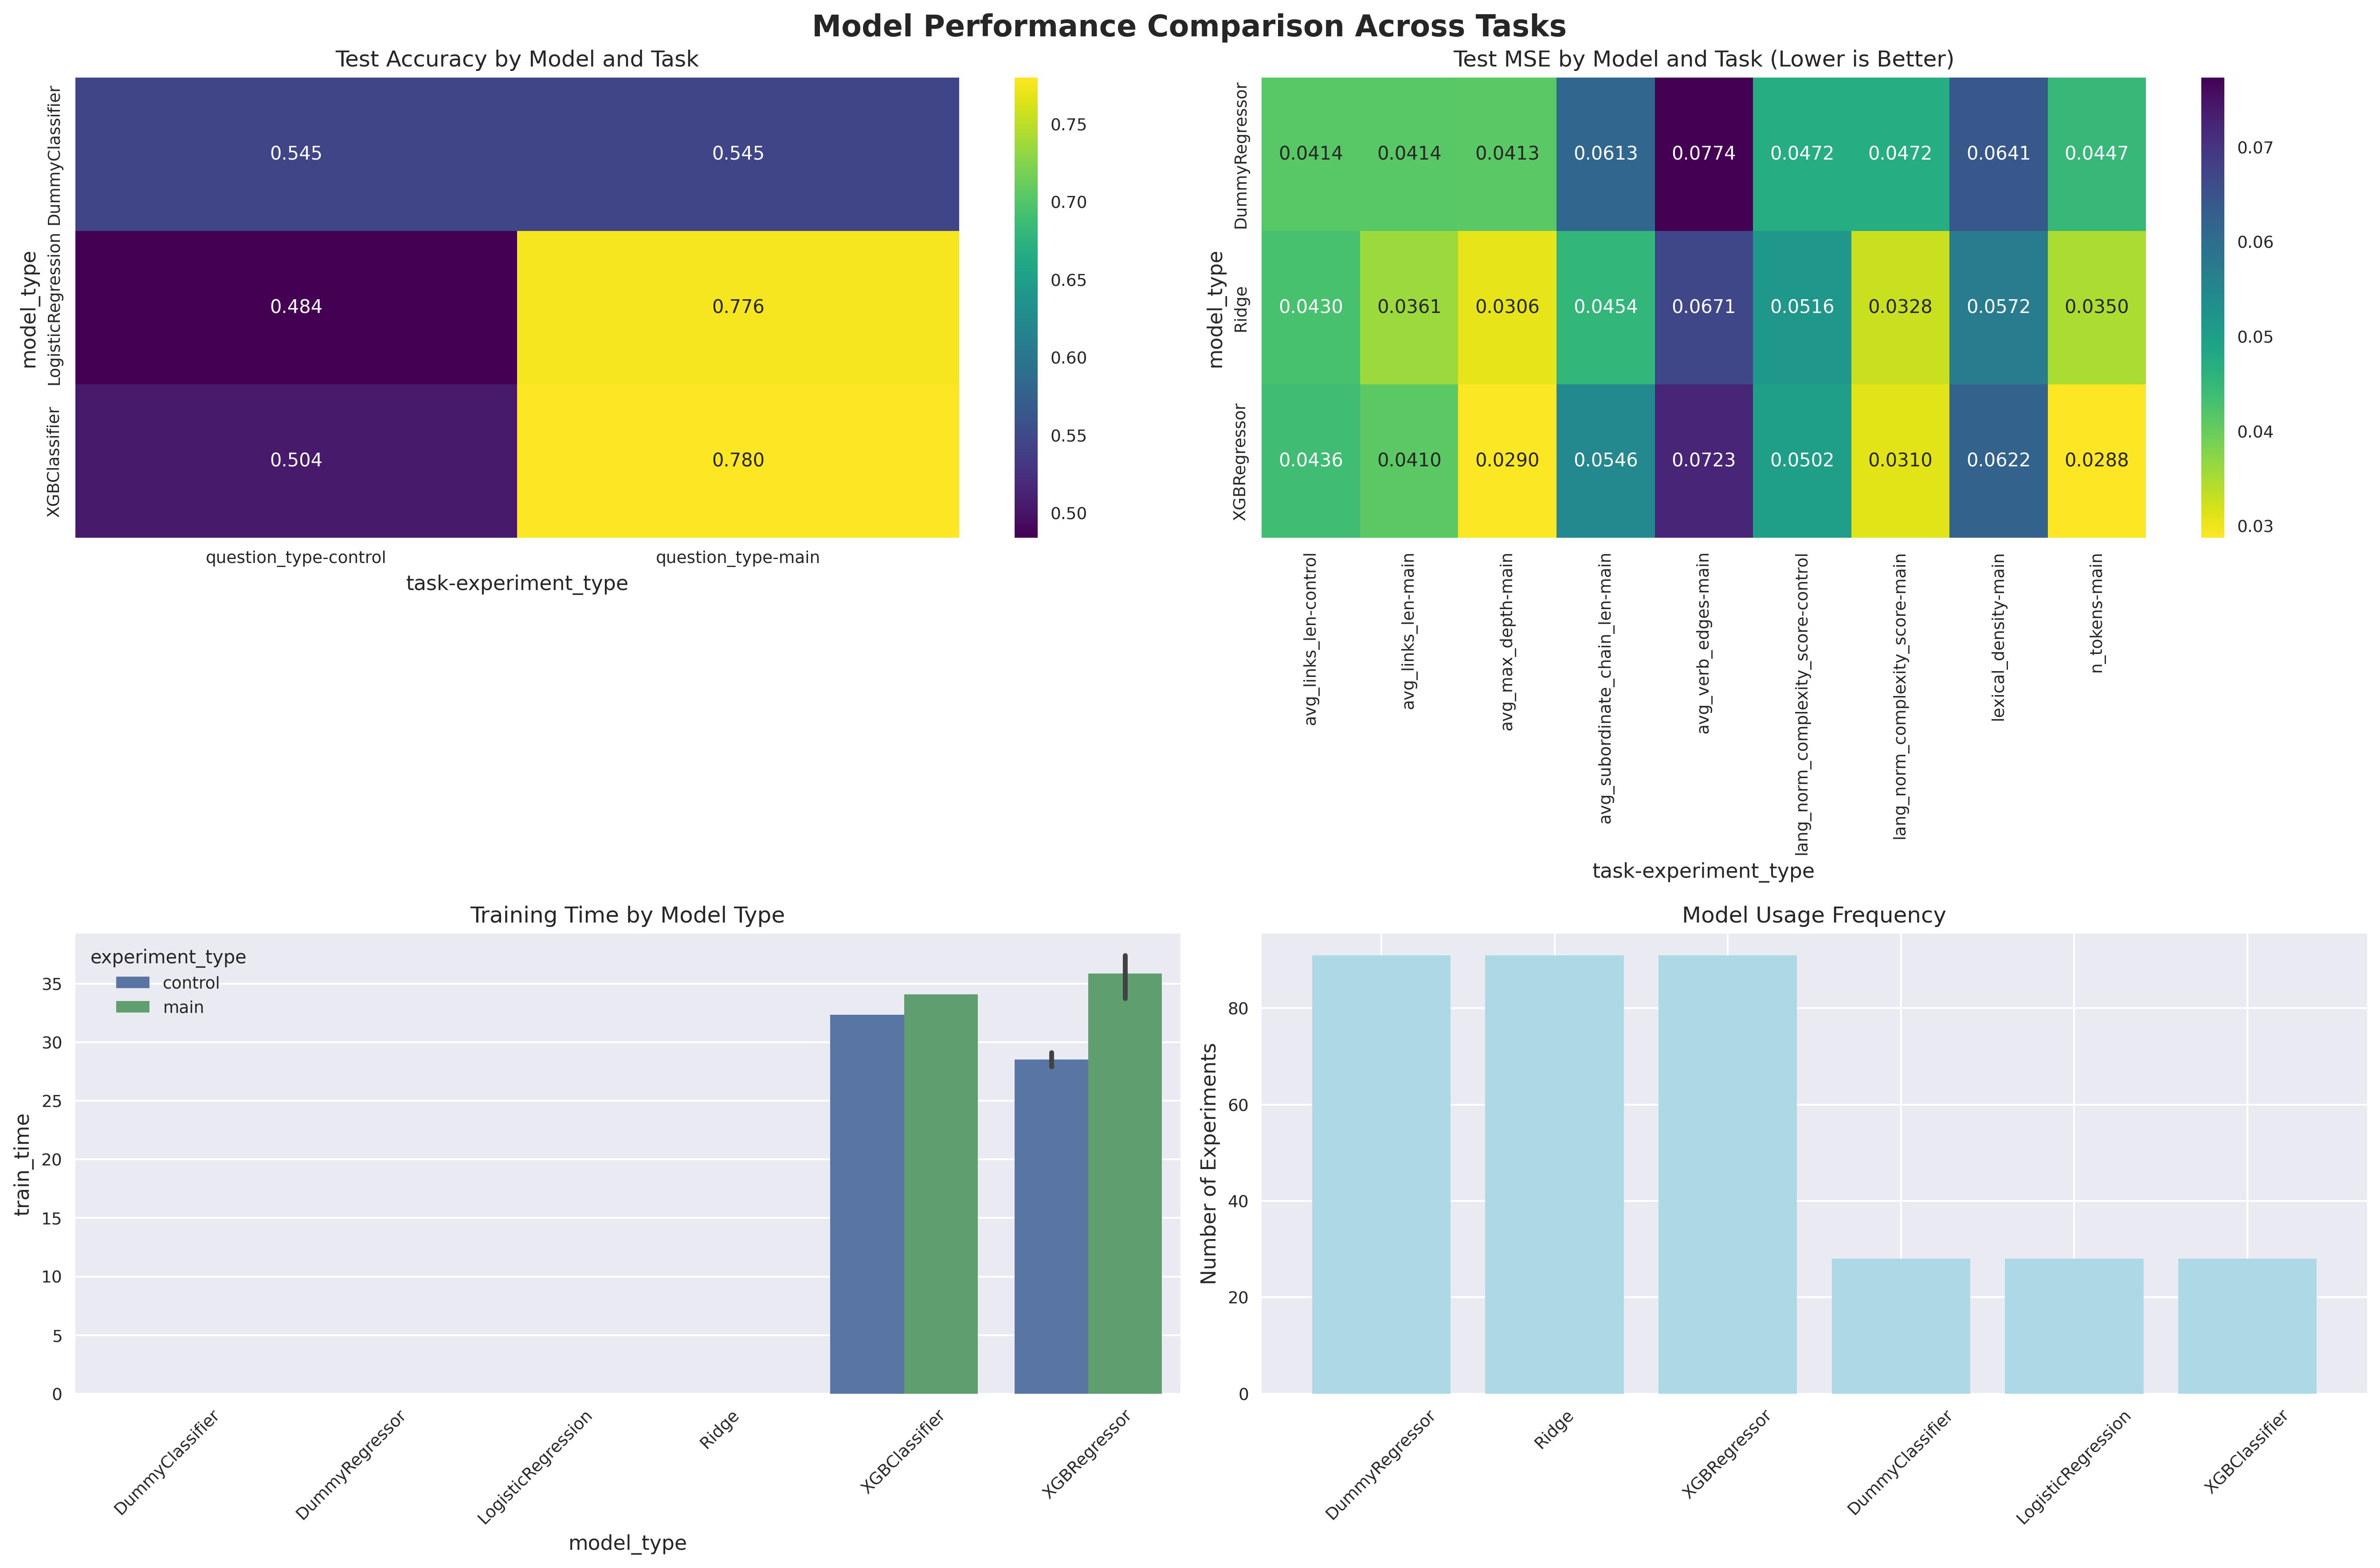 Model Performance Comparison Across Tasks
Test Accuracy by Model and Task
model_type
DummyClassifier
LogisticRegression
XGBClassifier
0.545 0.545
0.484 0.776
0.504 0.780
question_type-control question_type-main
task-experiment_type
0.75
0.70
0.65
0.60
0.55
0.50
Test MSE by Model and Task (Lower is Better)
model_type
DummyRegressor
Ridge
XGBRegressor
0.0414 0.0414 0.0413 0.0613 0.0774 0.0472 0.0472 0.0641 0.0447
0.0430 0.0361 0.0306 0.0454 0.0671 0.0516 0.0328 0.0572 0.0350
0.0436 0.0410 0.0290 0.0546 0.0723 0.0502 0.0310 0.0622 0.0288
avg_links_len-control
avg_links_len-main
avg_max_depth-main
avg_subordinate_chain_len-main
avg_verb_edges-main
lang_norm_complexity_score-control
lang_norm_complexity_score-main
lexical_density-main
n_tokens-main
task-experiment_type
0.07
0.06
0.05
0.04
0.03
Training Time by Model Type
experiment_type
control
main
train_time
35
30
25
20
15
10
5
0
DummyClassifier
DummyRegressor
LogisticRegression
Ridge
XGBClassifier
XGBRegressor
model_type
Model Usage Frequency
Number of Experiments
80
60
40
20
0
DummyRegressor
Ridge
XGBRegressor
DummyClassifier
LogisticRegression
XGBClassifier